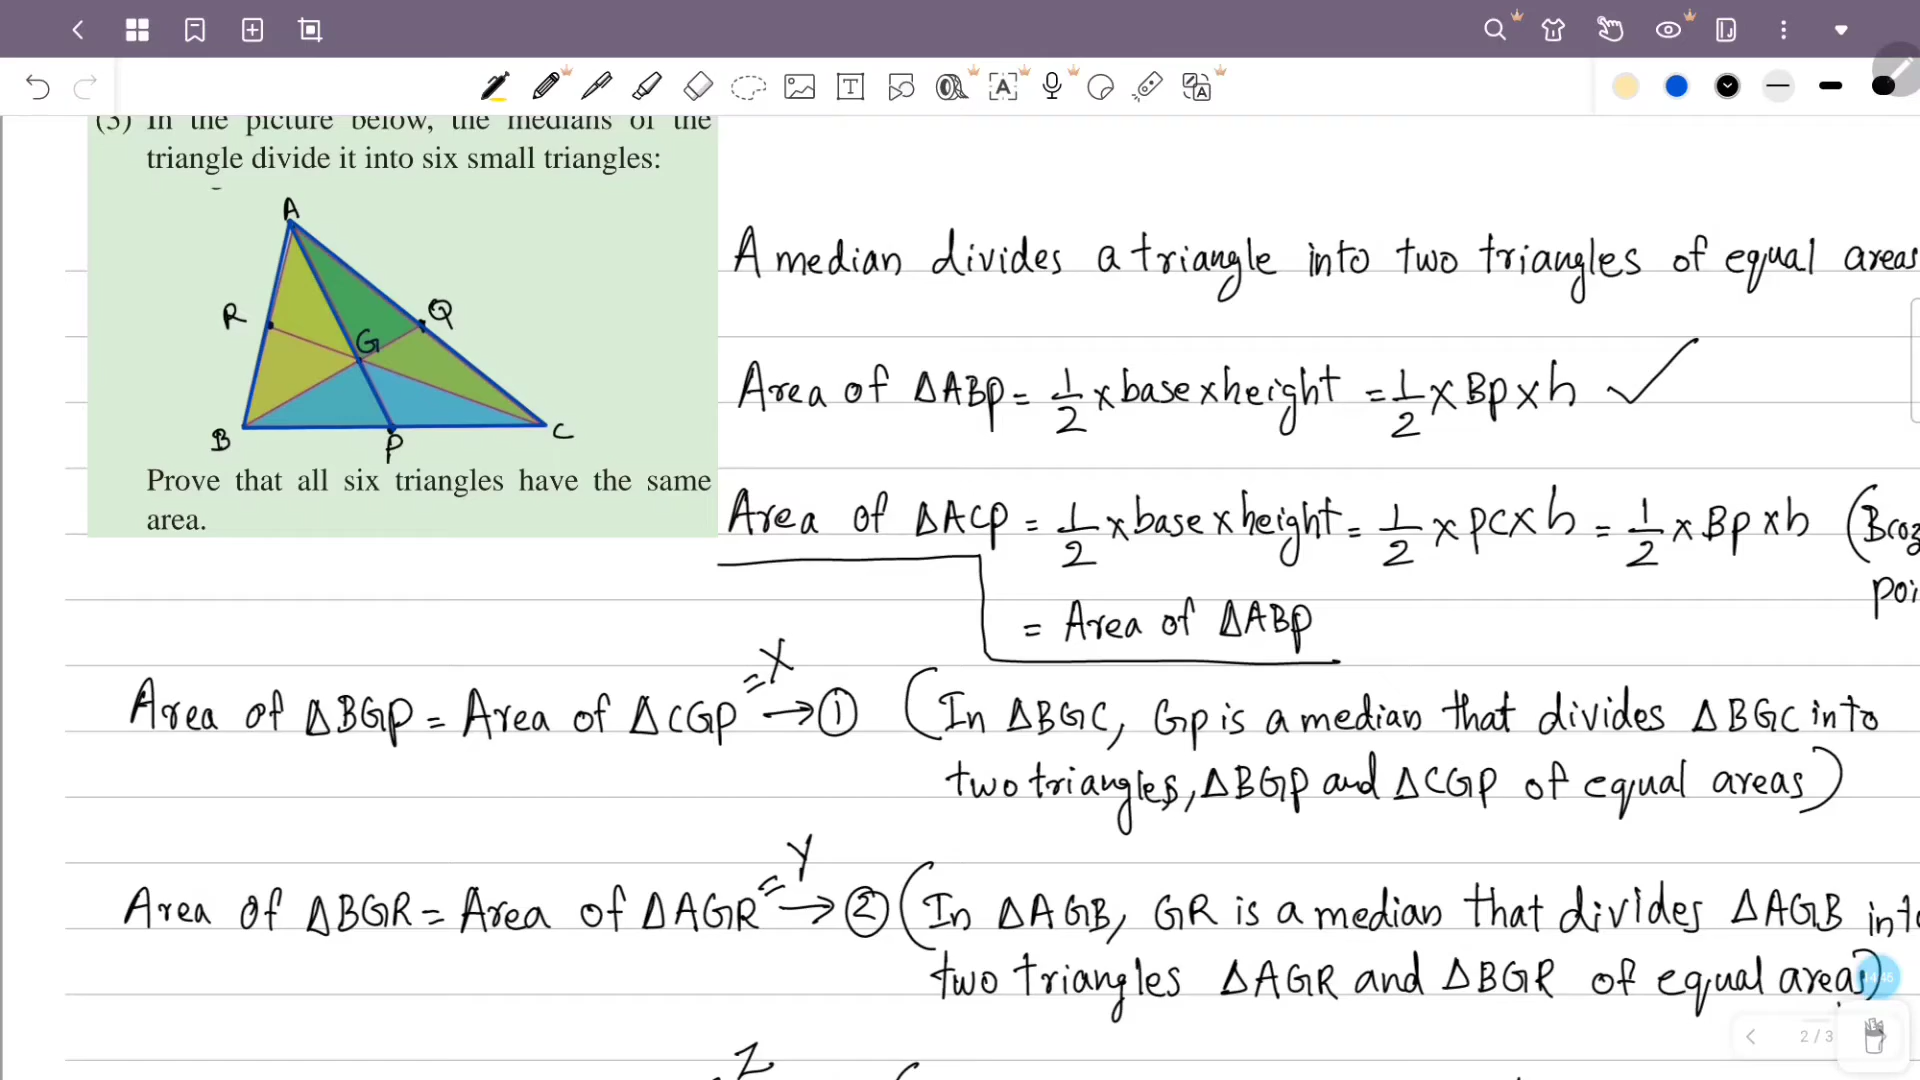 (3) In the picture below, the medians of the
triangle divide it into six small triangles:
A
R
Q
G
B
P
C
Prove that all six triangles have the same
area.
A median divides a triangle into two triangles of equal areas
Area of ΔABP = 1/2 x base x height = 1/2 x BP x h ✓
Area of ΔACP = 1/2 x base x height = 1/2 x PC x h = 1/2 x BP x h (Bcoz
poi
= Area of ΔABP
Area of ΔBGP = Area of ΔCGP = X → ① (In ΔBGC, GP is a median that divides ΔBGC into
two triangles, ΔBGP and ΔCGP of equal areas)
Area of ΔBGR = Area of ΔAGR = Y → ② (In ΔAGB, GR is a median that divides ΔAGB into
two triangles ΔAGR and ΔBGR of equal areas)
= Z
2 / 3